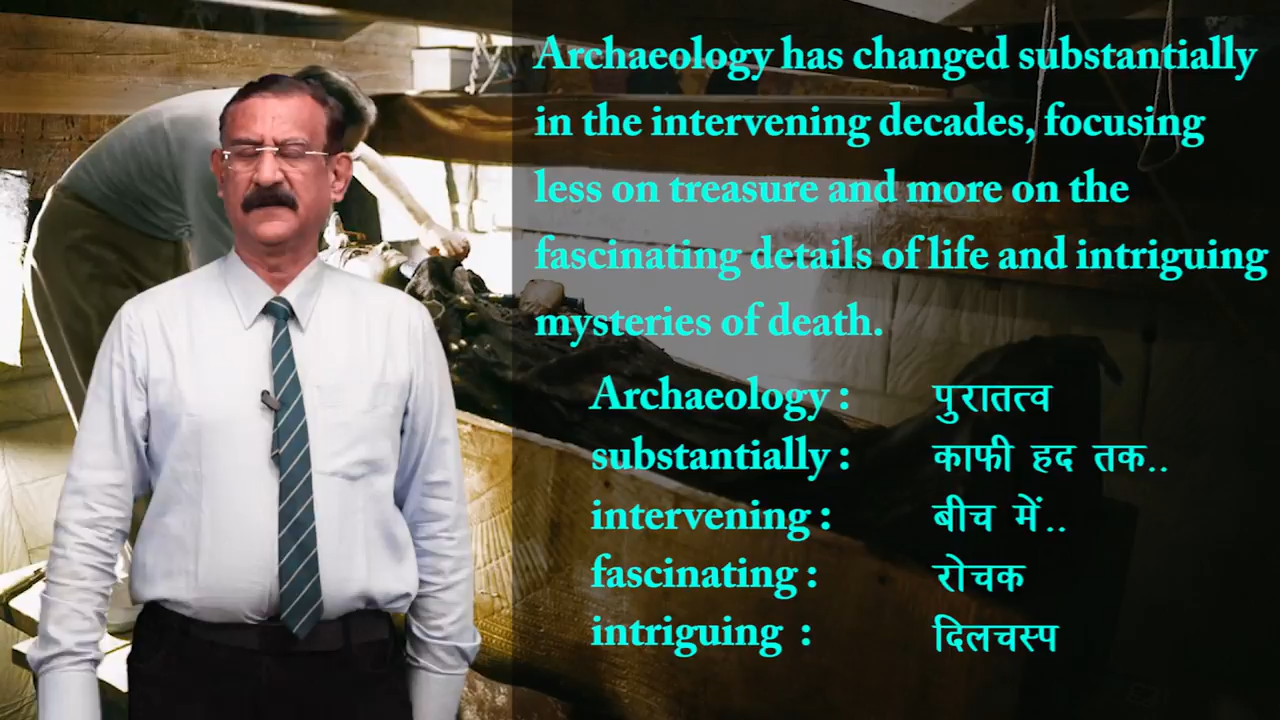 Archaeology has changed substantially
in the intervening decades, focusing
less on treasure and more on the
fascinating details of life and intriguing
mysteries of death.
Archaeology : पुरातत्व
substantially : काफी हद तक..
intervening : बीच में..
fascinating : रोचक
intriguing : दिलचस्प